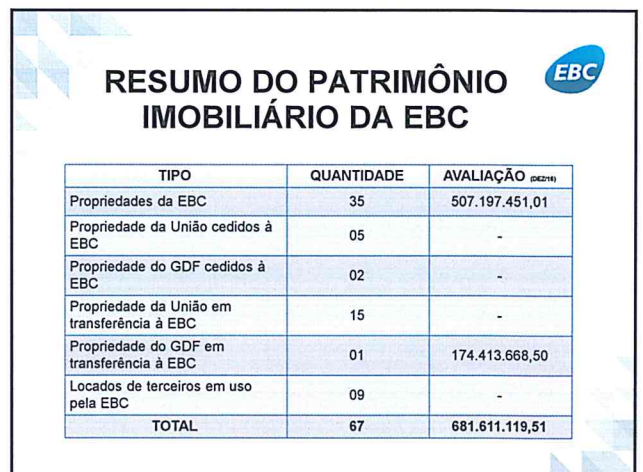 RESUMO DO PATRIMÔNIO
IMOBILIÁRIO DA EBC
EBC
TIPO QUANTIDADE AVALIAÇÃO (DEZ/16)
Propriedades da EBC 35 507.197.451,01
Propriedade da União cedidos à
EBC 05 -
Propriedade do GDF cedidos à
EBC 02 -
Propriedade da União em
transferência à EBC 15 -
Propriedade do GDF em
transferência à EBC 01 174.413.668,50
Locados de terceiros em uso
pela EBC 09 -
TOTAL 67 681.611.119,51